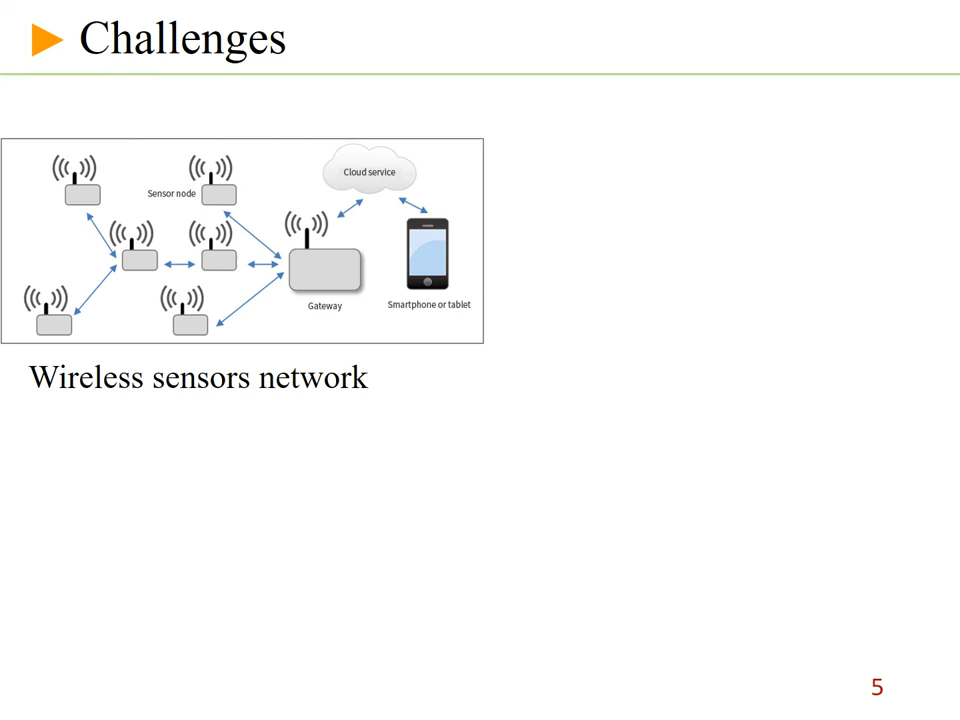 Challenges
Cloud service
Sensor node
Gateway
Smartphone or tablet
Wireless sensors network
5